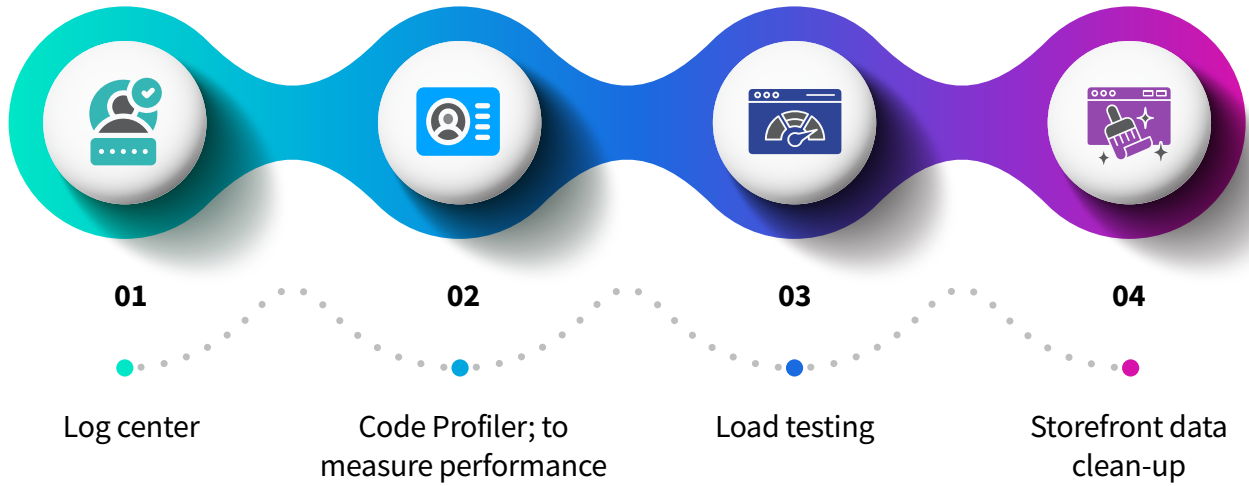 01
02
03
04
Log center
Code Profiler; to
measure performance
Load testing
Storefront data
clean-up